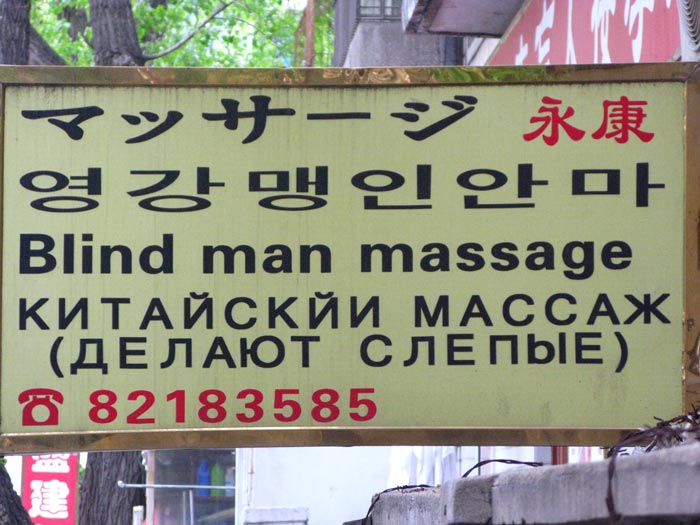 マッサージ 永康
영강맹인안마
Blind man massage
КИТАЙСКЙИ МАССАЖ
(ДЕЛАЮТ СЛЕПЫЕ)
☎82183585